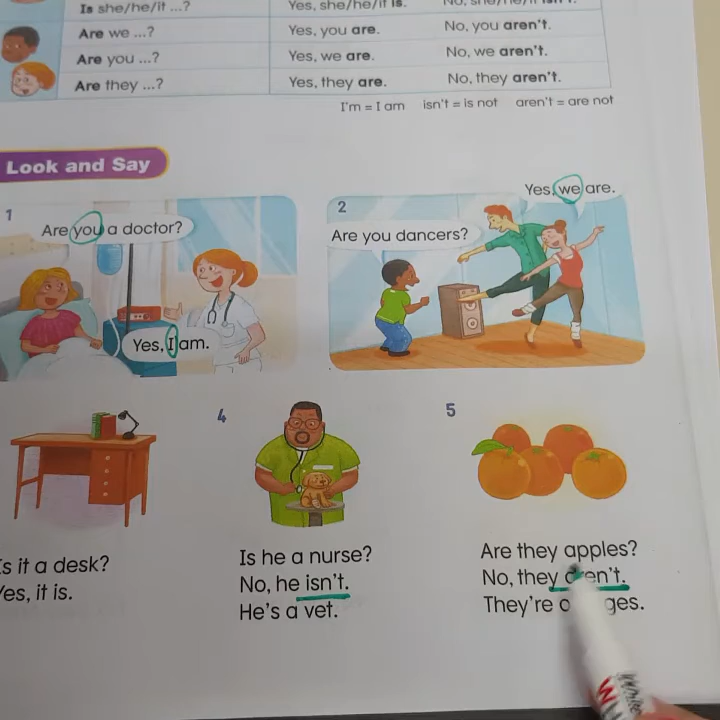 Is she/he/it ...? Yes, she/he/it is.
Are we ...? Yes, you are. No, you aren't.
Are you ...? Yes, we are. No, we aren't.
Are they ...? Yes, they are. No, they aren't.
I'm = I am isn't = is not aren't = are not
Look and Say
1
Are you a doctor?
Yes, I am.
2
Are you dancers?
Yes, we are.
Is it a desk?
Yes, it is.
4
Is he a nurse?
No, he isn't.
He's a vet.
5
Are they apples?
No, they aren't.
They're